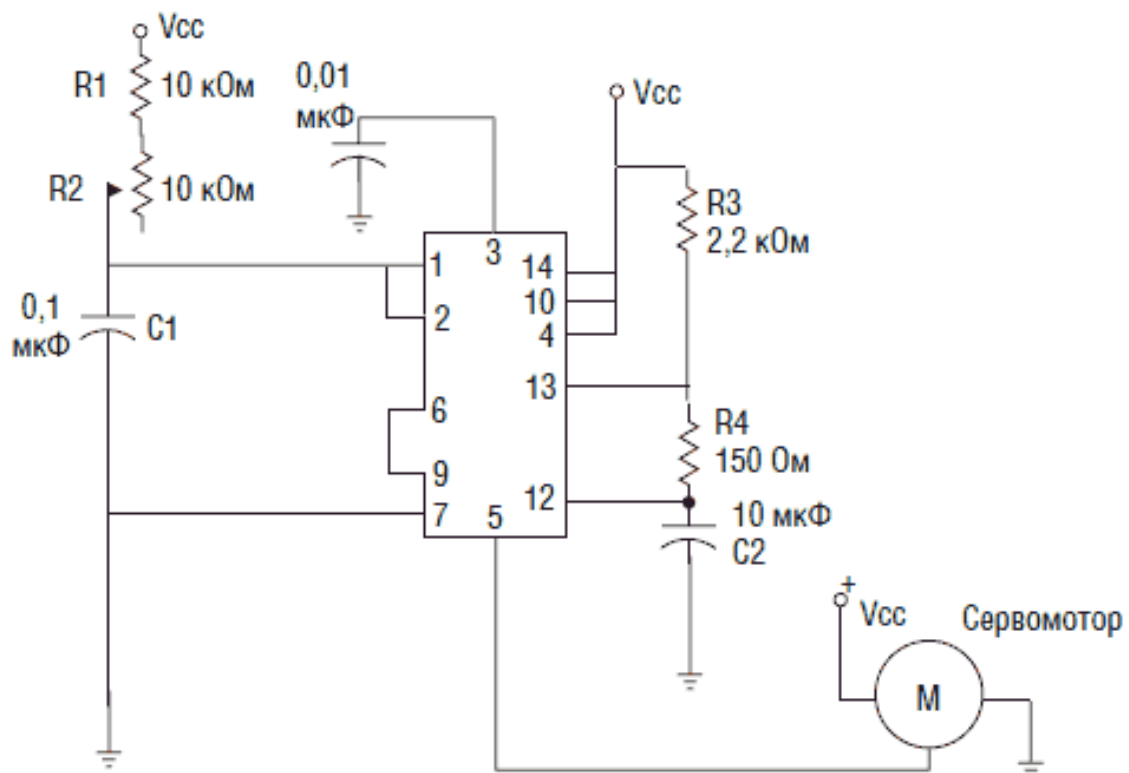 Vcc
R1 10 кОм
0,01
мкФ
Vcc
R2 10 кОм
R3
2,2 кОм
3
1
14
10
2
4
0,1
мкФ
C1
13
6
R4
150 Ом
9
12
7
5
10 мкФ
C2
+
Vcc
Сервомотор
M